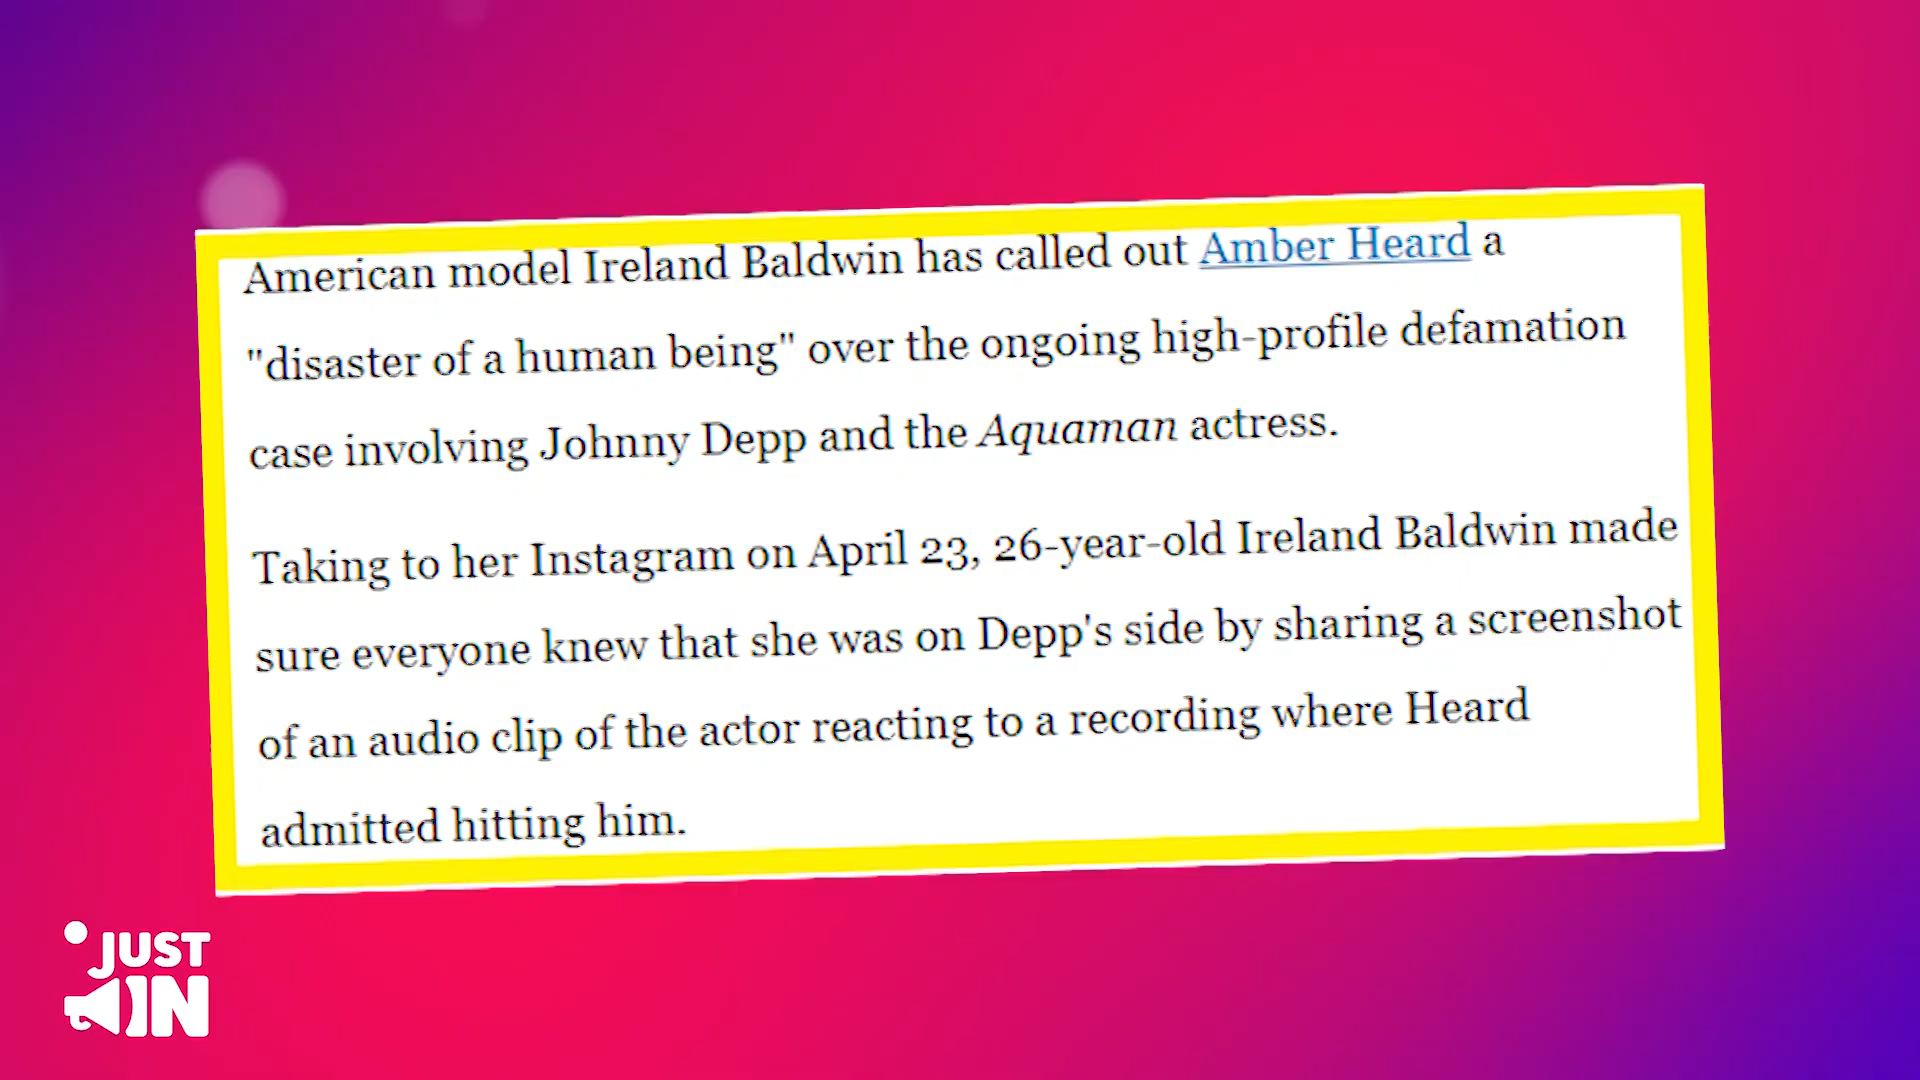 American model Ireland Baldwin has called out Amber Heard a
"disaster of a human being" over the ongoing high-profile defamation
case involving Johnny Depp and the Aquaman actress.
Taking to her Instagram on April 23, 26-year-old Ireland Baldwin made
sure everyone knew that she was on Depp's side by sharing a screenshot
of an audio clip of the actor reacting to a recording where Heard
admitted hitting him.
JUST
IN